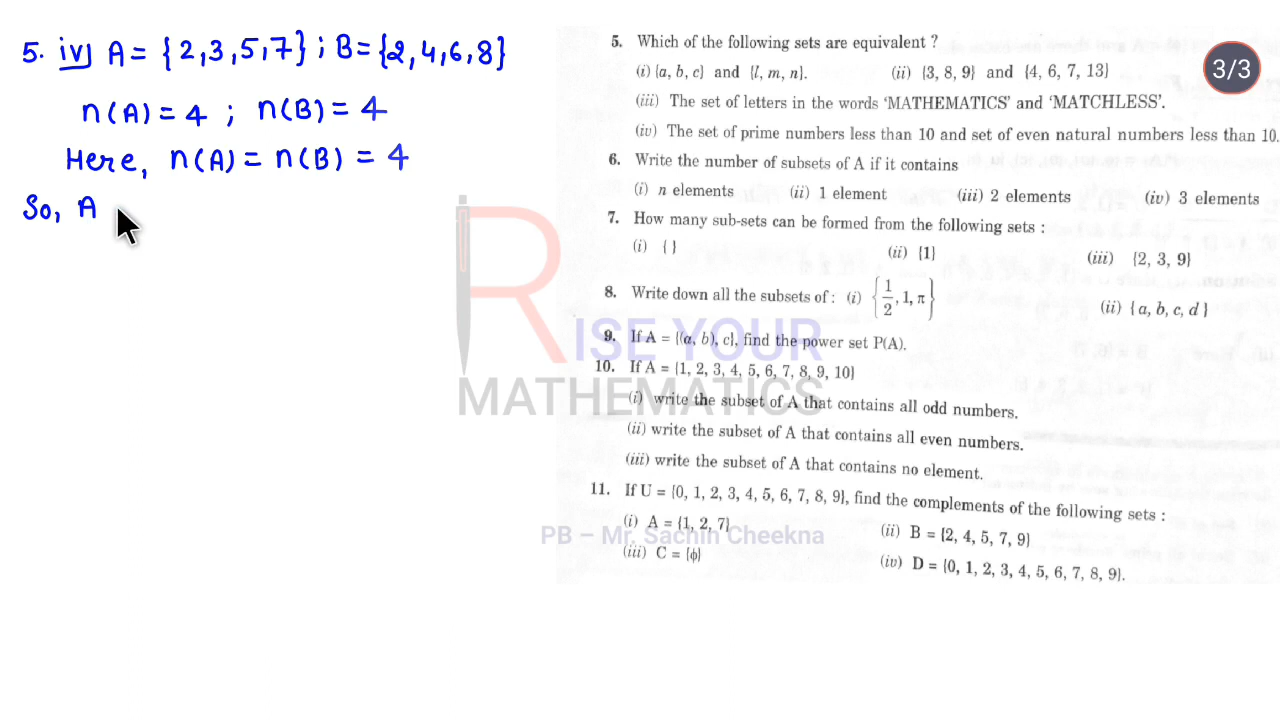 5. iv) A = {2,3,5,7} ; B={2,4,6,8}
n(A) = 4 ; n(B) = 4
Here, n(A) = n(B) = 4
So, A
3/3
5. Which of the following sets are equivalent ?
(i) {a, b, c} and {l, m, n}. (ii) {3, 8, 9} and {4, 6, 7, 13}
(iii) The set of letters in the words 'MATHEMATICS' and 'MATCHLESS'.
(iv) The set of prime numbers less than 10 and set of even natural numbers less than 10.
6. Write the number of subsets of A if it contains
(i) n elements (ii) 1 element (iii) 2 elements (iv) 3 elements
7. How many sub-sets can be formed from the following sets :
(i) { } (ii) {1} (iii) {2, 3, 9}
8. Write down all the subsets of : (i) {1/2, 1, π} (ii) { a, b, c, d }
9. If A = {(a, b), c}, find the power set P(A).
10. If A = {1, 2, 3, 4, 5, 6, 7, 8, 9, 10}
(i) write the subset of A that contains all odd numbers.
(ii) write the subset of A that contains all even numbers.
(iii) write the subset of A that contains no element.
11. If U = {0, 1, 2, 3, 4, 5, 6, 7, 8, 9}, find the complements of the following sets :
(i) A = {1, 2, 7} (ii) B = {2, 4, 5, 7, 9}
(iii) C = {ϕ} (iv) D = {0, 1, 2, 3, 4, 5, 6, 7, 8, 9}.
RISE YOUR
MATHEMATICS
PB – Mr. Sachin Cheekna